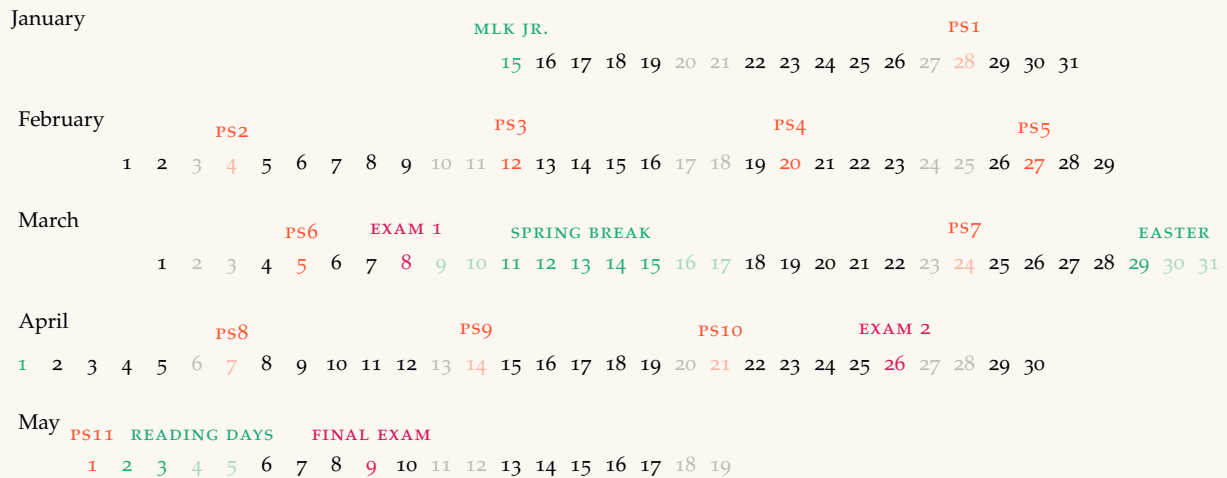 January
MLK JR. PS1
15 16 17 18 19 20 21 22 23 24 25 26 27 28 29 30 31
February
PS2 PS3 PS4 PS5
1 2 3 4 5 6 7 8 9 10 11 12 13 14 15 16 17 18 19 20 21 22 23 24 25 26 27 28 29
March
PS6 EXAM 1 SPRING BREAK PS7 EASTER
1 2 3 4 5 6 7 8 9 10 11 12 13 14 15 16 17 18 19 20 21 22 23 24 25 26 27 28 29 30 31
April
PS8 PS9 PS10 EXAM 2
1 2 3 4 5 6 7 8 9 10 11 12 13 14 15 16 17 18 19 20 21 22 23 24 25 26 27 28 29 30
May
PS11 READING DAYS FINAL EXAM
1 2 3 4 5 6 7 8 9 10 11 12 13 14 15 16 17 18 19